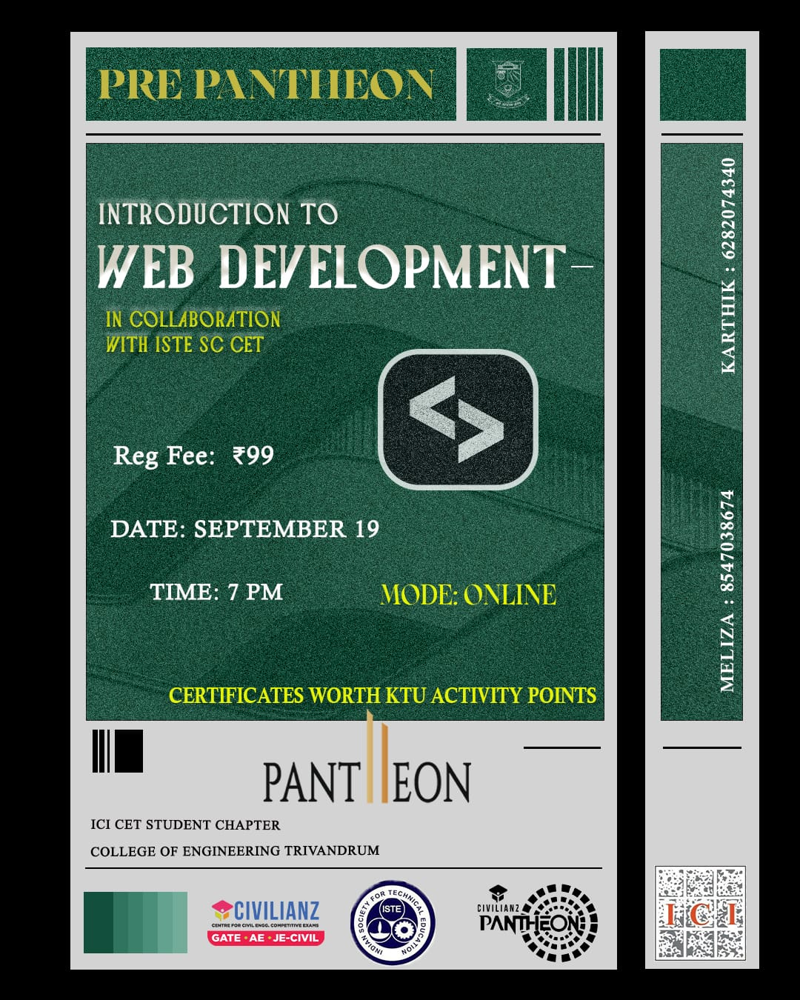 PRE PANTHEON
INTRODUCTION TO
WEB DEVELOPMENT
IN COLLABORATION
WITH ISTE SC CET
Reg Fee: ₹99
DATE: SEPTEMBER 19
TIME: 7 PM
MODE: ONLINE
CERTIFICATES WORTH KTU ACTIVITY POINTS
PANTHEON
ICI CET STUDENT CHAPTER
COLLEGE OF ENGINEERING TRIVANDRUM
CIVILIANZ
CENTRE FOR CIVIL ENGG. COMPETITIVE EXAMS
GATE • AE • JE-CIVIL
INDIAN SOCIETY FOR TECHNICAL EDUCATION
ISTE
CIVILIANZ
PANTHEON
KARTHIK : 6282074340
MELIZA : 8547038674
ICI